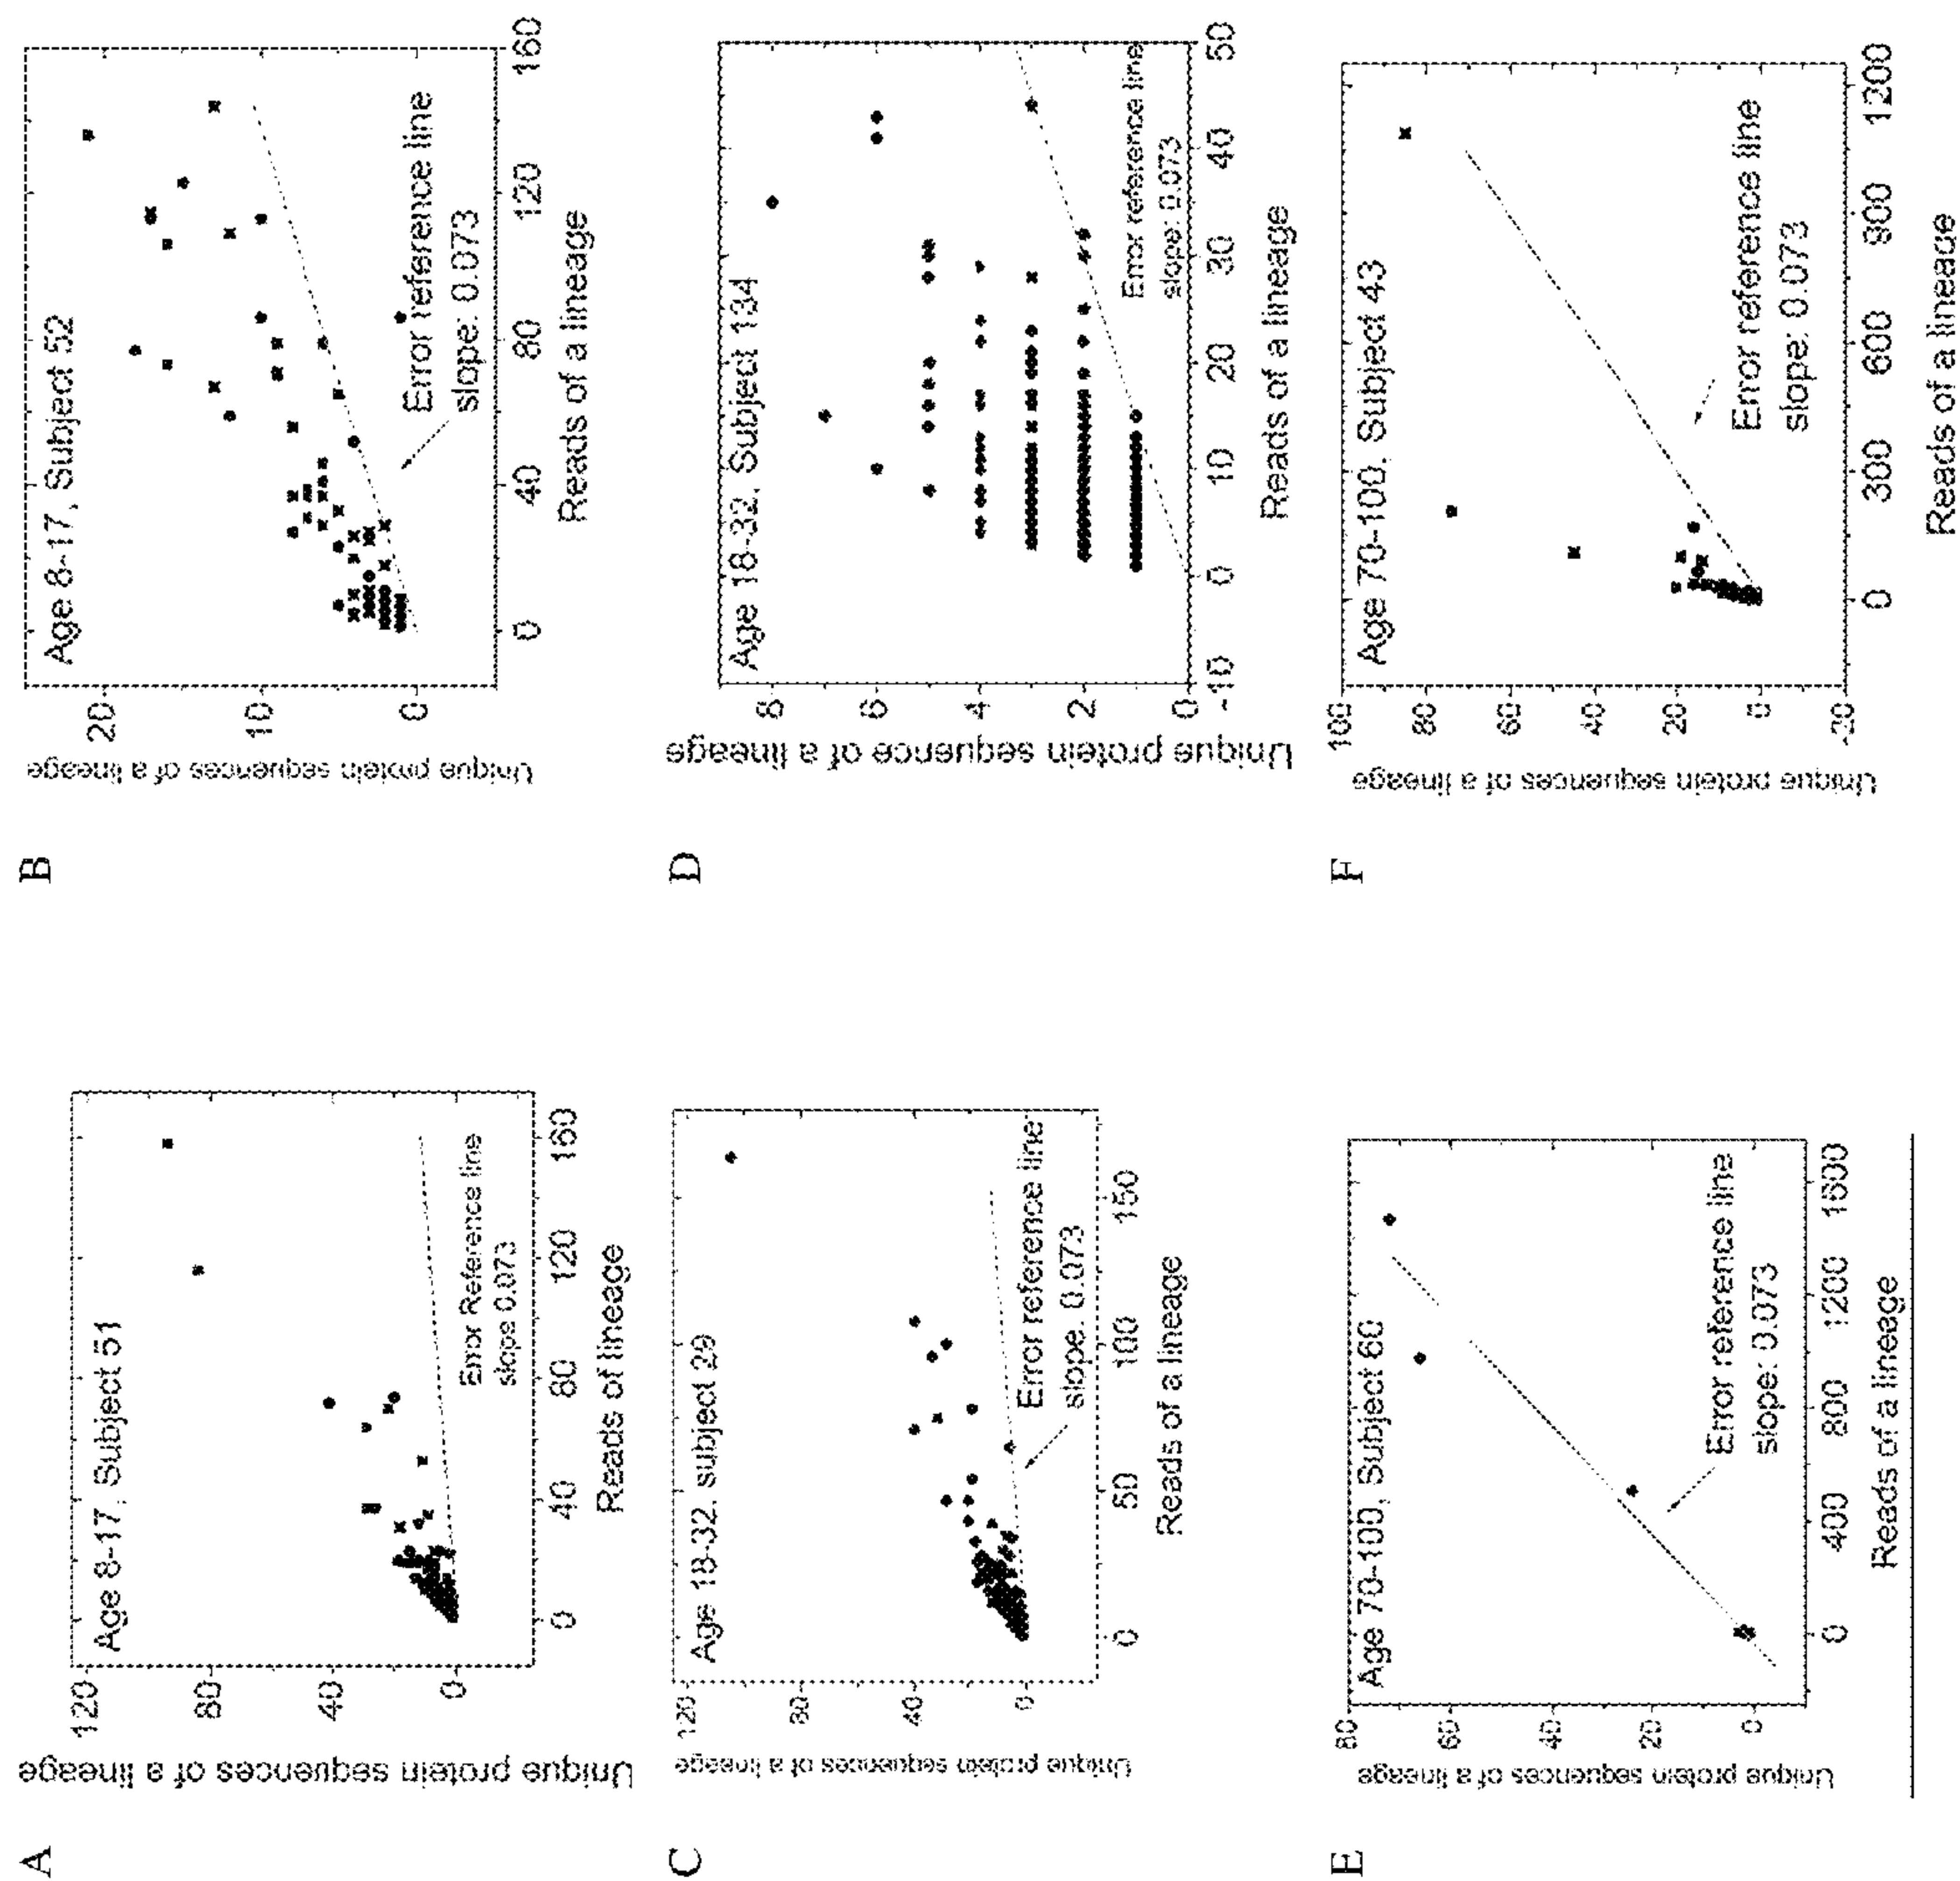 A
Age 8-17, Subject 51
Unique protein sequences of a lineage
120
80
40
0
Error Reference line
slope 0.073
0 40 80 120 160
Reads of lineage
B
Age 8-17, Subject 52
Unique protein sequences of a lineage
20
10
0
Error reference line
slope: 0.073
0 40 80 120 160
Reads of a lineage
C
Age 18-32, subject 29
Unique protein sequences of a lineage
120
80
40
0
Error reference line
slope: 0.073
0 50 100 150
Reads of a lineage
D
Age 18-32, Subject 134
Unique protein sequence of a lineage
8
6
4
2
0
Error reference line
slope: 0.073
-10 0 10 20 30 40 50
Reads of a lineage
E
Age 70-100, Subject 60
Unique protein sequences of a lineage
80
60
40
20
0
Error reference line
slope: 0.073
0 400 800 1200 1600
Reads of a lineege
F
Age 70-100, Subject 43
Unique protein sequences of a lineage
100
80
60
40
20
0
-20
Error reference line
slope: 0.073
0 300 600 900 1200
Reads of a lineage